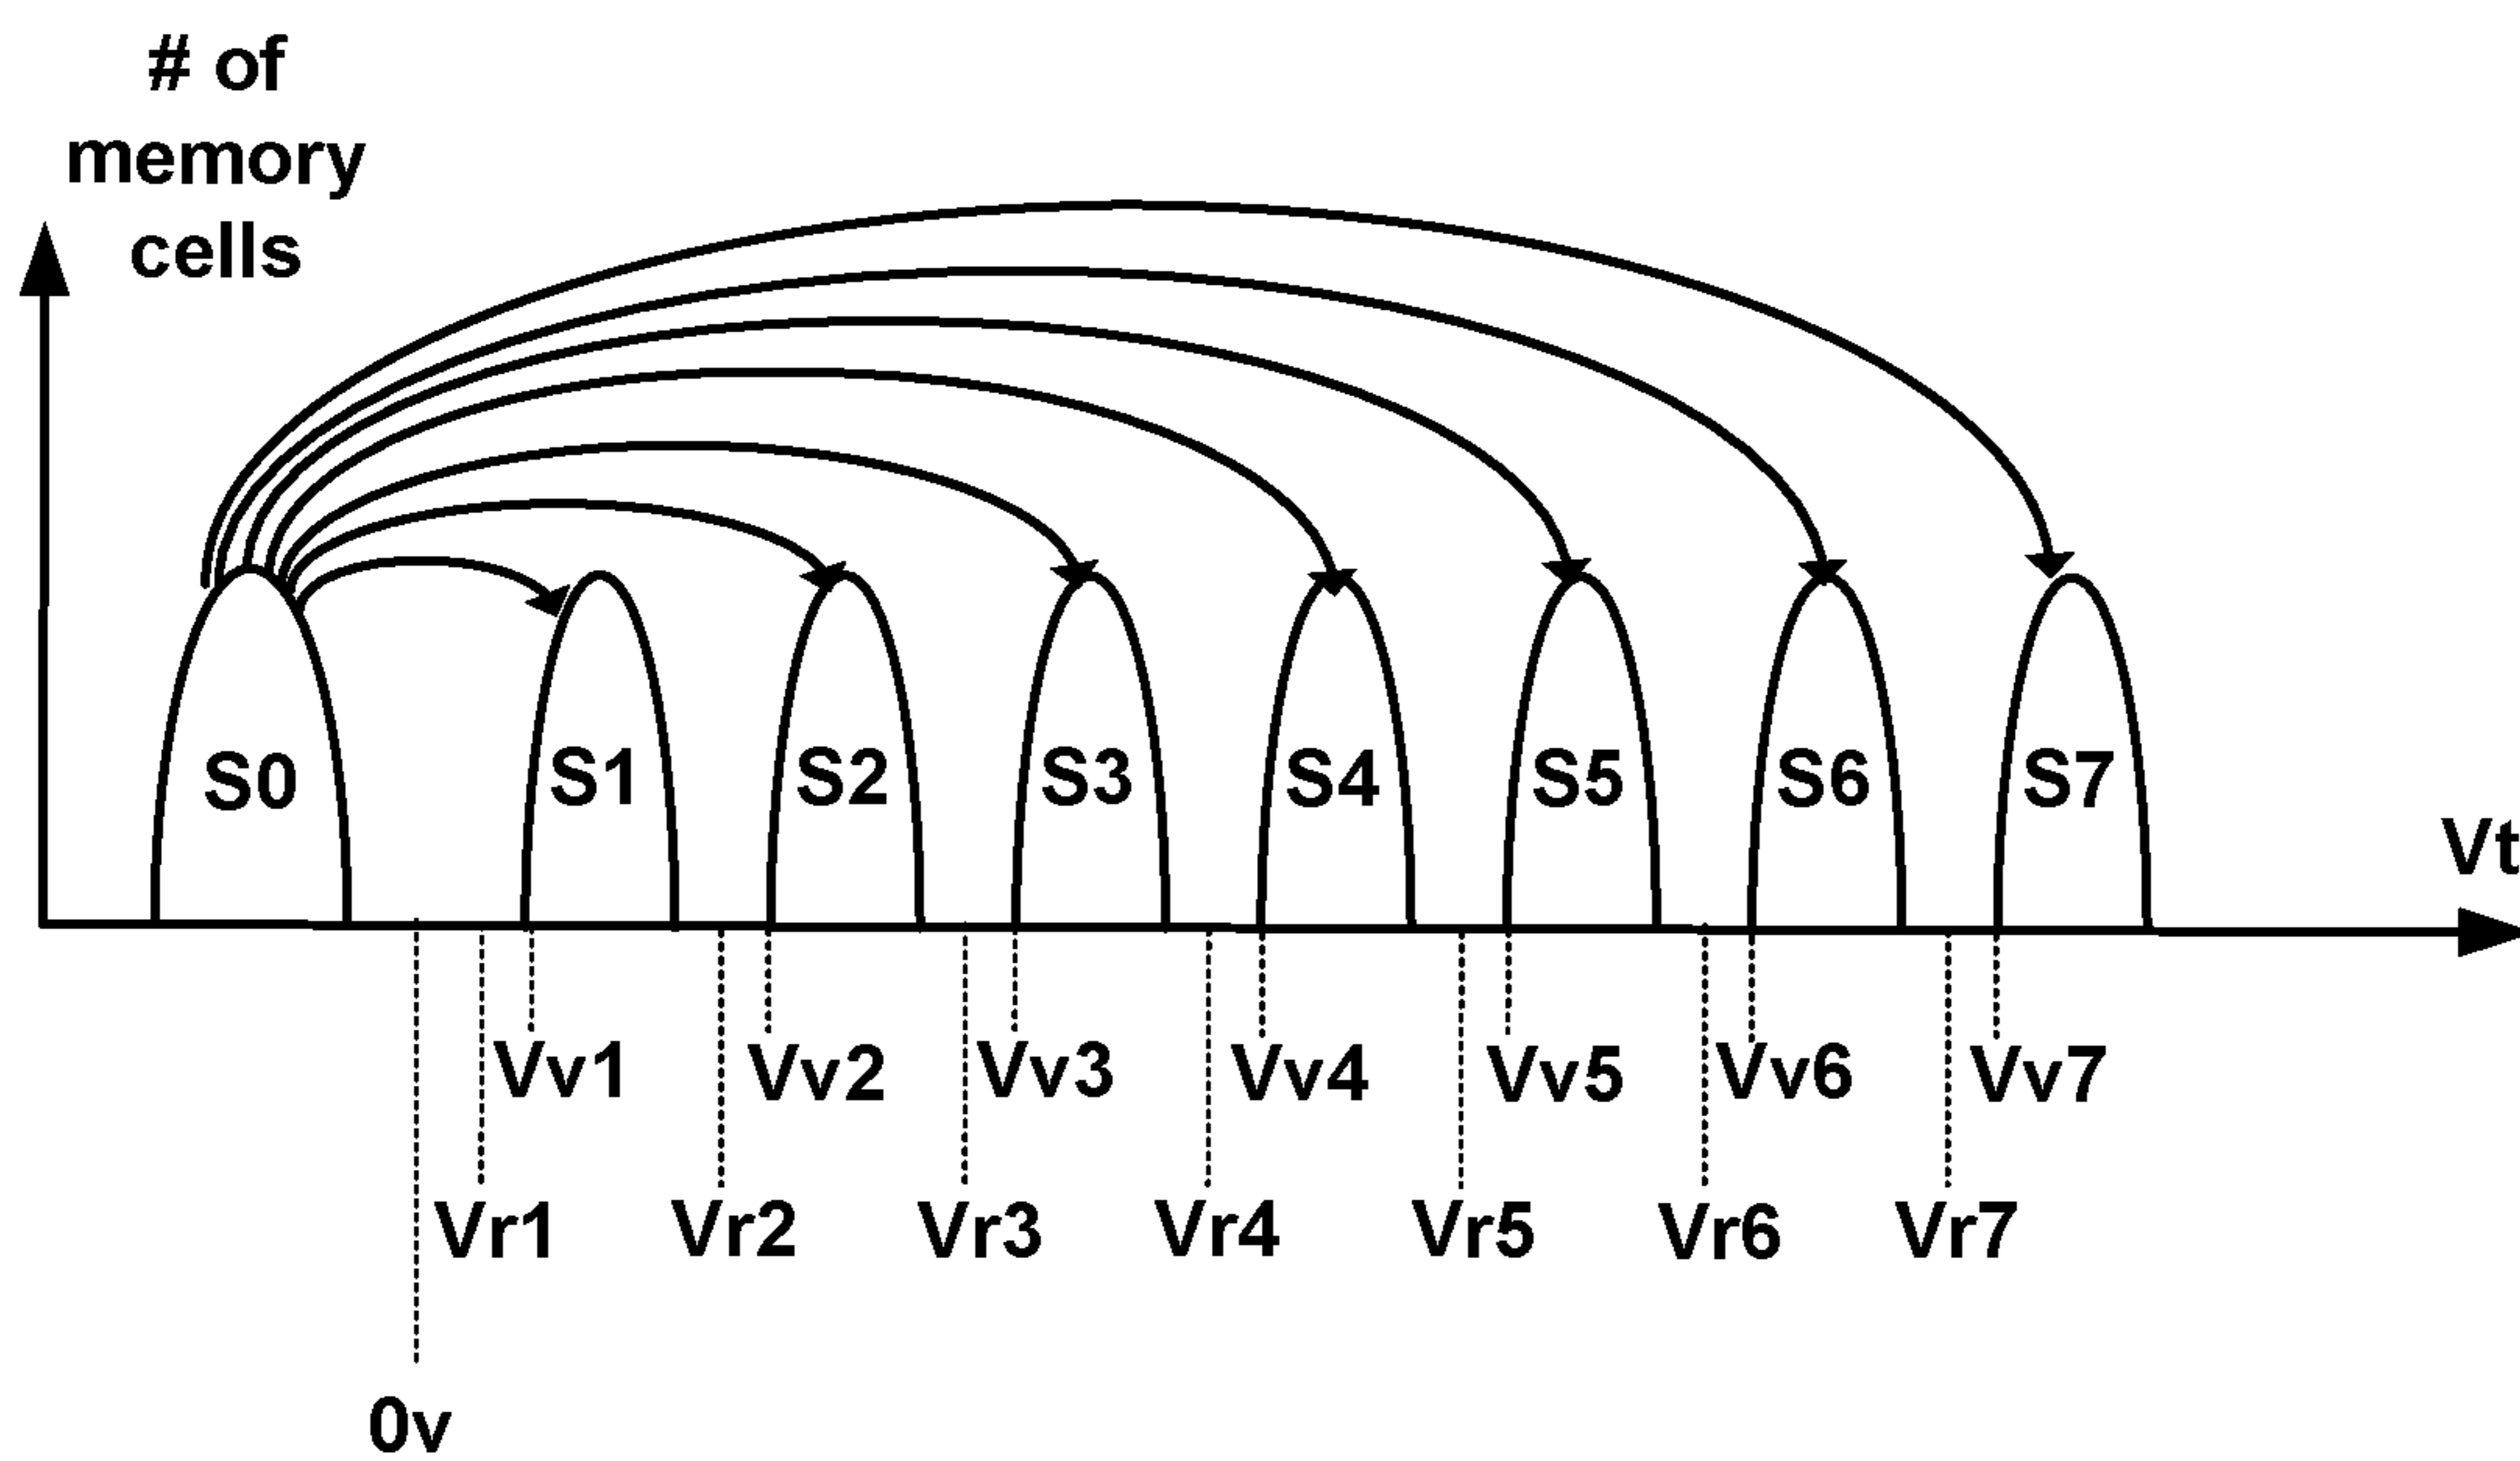 # of
memory
cells
S0 S1 S2 S3 S4 S5 S6 S7
Vt
Vv1 Vv2 Vv3 Vv4 Vv5 Vv6 Vv7
Vr1 Vr2 Vr3 Vr4 Vr5 Vr6 Vr7
0v